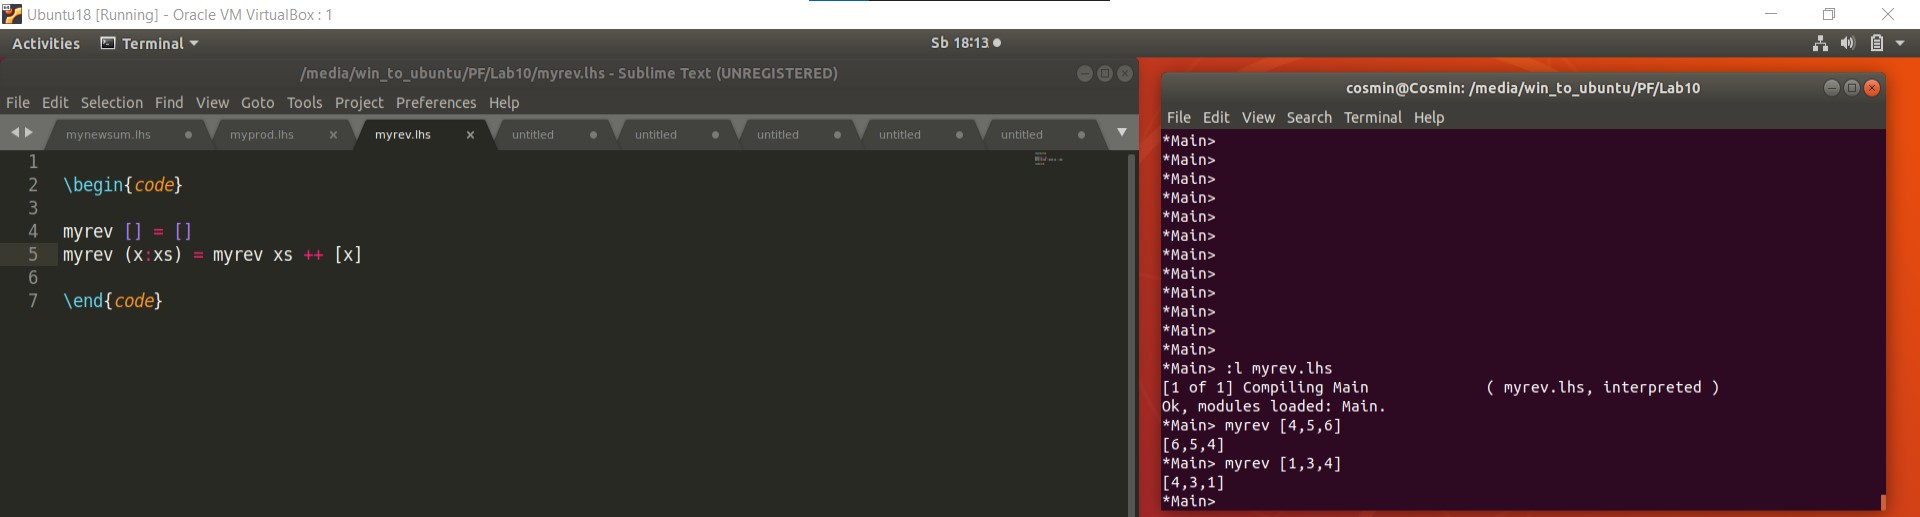 Ubuntu18 [Running] - Oracle VM VirtualBox : 1
Activities Terminal Sb 18:13
/media/win_to_ubuntu/PF/Lab10/myrev.lhs - Sublime Text (UNREGISTERED)
File Edit Selection Find View Goto Tools Project Preferences Help
mynewsum.lhs myprod.lhs myrev.lhs untitled untitled untitled untitled untitled
1
2 \begin{code}
3
4 myrev [] = []
5 myrev (x:xs) = myrev xs ++ [x]
6
7 \end{code}
cosmin@Cosmin: /media/win_to_ubuntu/PF/Lab10
File Edit View Search Terminal Help
*Main>
*Main>
*Main>
*Main>
*Main>
*Main>
*Main>
*Main>
*Main>
*Main>
*Main>
*Main>
*Main> :l myrev.lhs
[1 of 1] Compiling Main ( myrev.lhs, interpreted )
Ok, modules loaded: Main.
*Main> myrev [4,5,6]
[6,5,4]
*Main> myrev [1,3,4]
[4,3,1]
*Main>